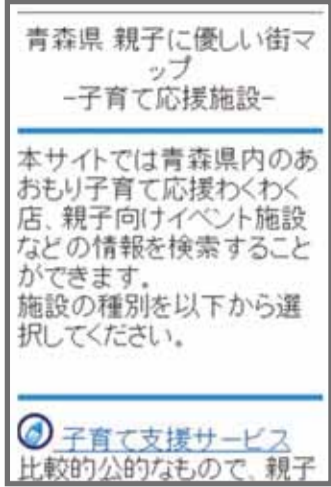 青森県 親子に優しい街マ
ップ
-子育て応援施設-
本サイトでは青森県内のあ
おもり子育て応援わくわく
店、親子向けイベント施設
などの情報を検索すること
ができます。
施設の種別を以下から選
択してください。
子育て支援サービス
比較的公的なもので、親子